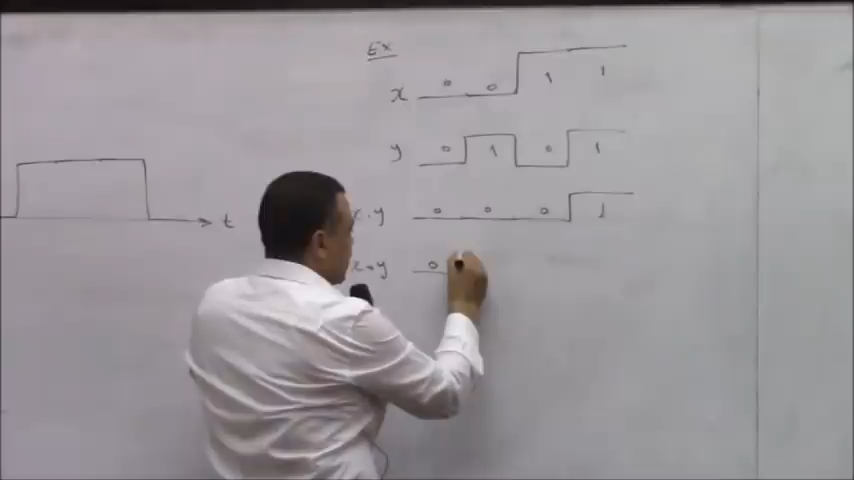 Ex
x 0 0 1 1
y 0 1 0 1
t
x . y 0 0 0 1
x + y 0